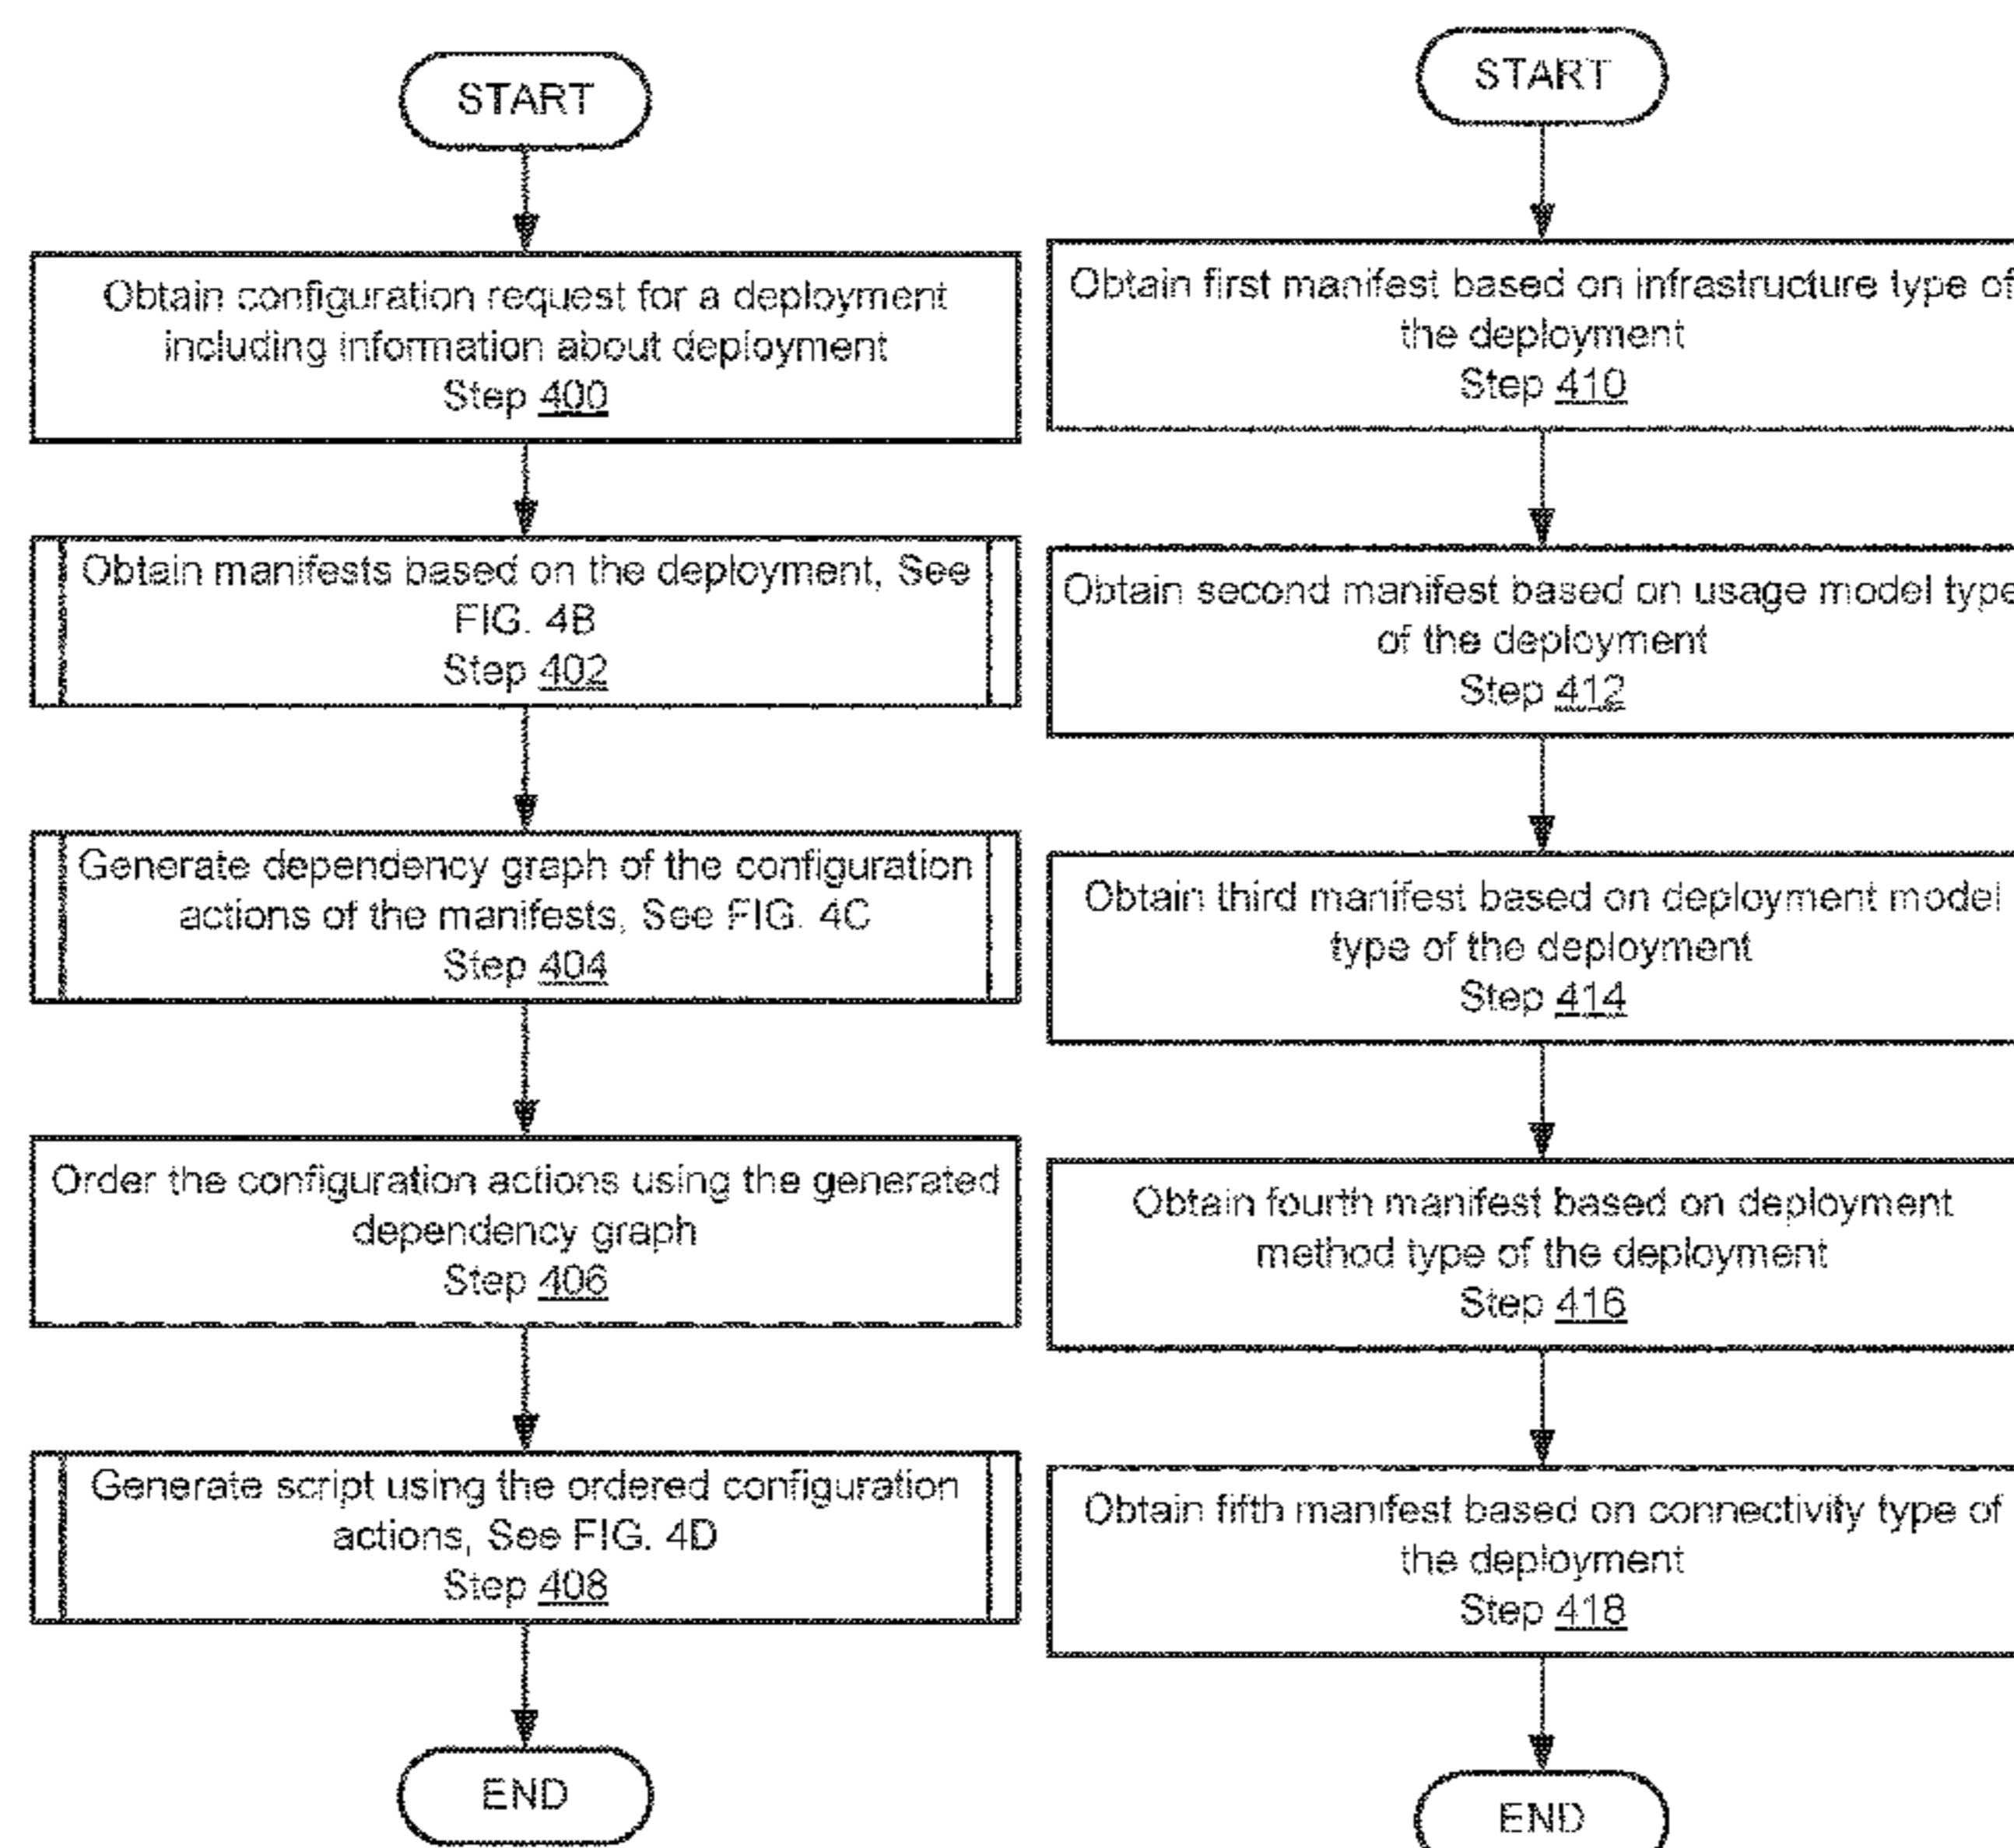 START
Obtain configuration request for a deployment
including information about deployment
Step 400
Obtain manifests based on the deployment, See
FIG. 4B
Step 402
Generate dependency graph of the configuration
actions of the manifests, See FIG. 4C
Step 404
Order the configuration actions using the generated
dependency graph
Step 406
Generate script using the ordered configuration
actions, See FIG. 4D
Step 408
END
START
Obtain first manifest based on infrastructure type of
the deployment
Step 410
Obtain second manifest based on usage model type
of the deployment
Step 412
Obtain third manifest based on deployment model
type of the deployment
Step 414
Obtain fourth manifest based on deployment
method type of the deployment
Step 416
Obtain fifth manifest based on connectivity type of
the deployment
Step 418
END